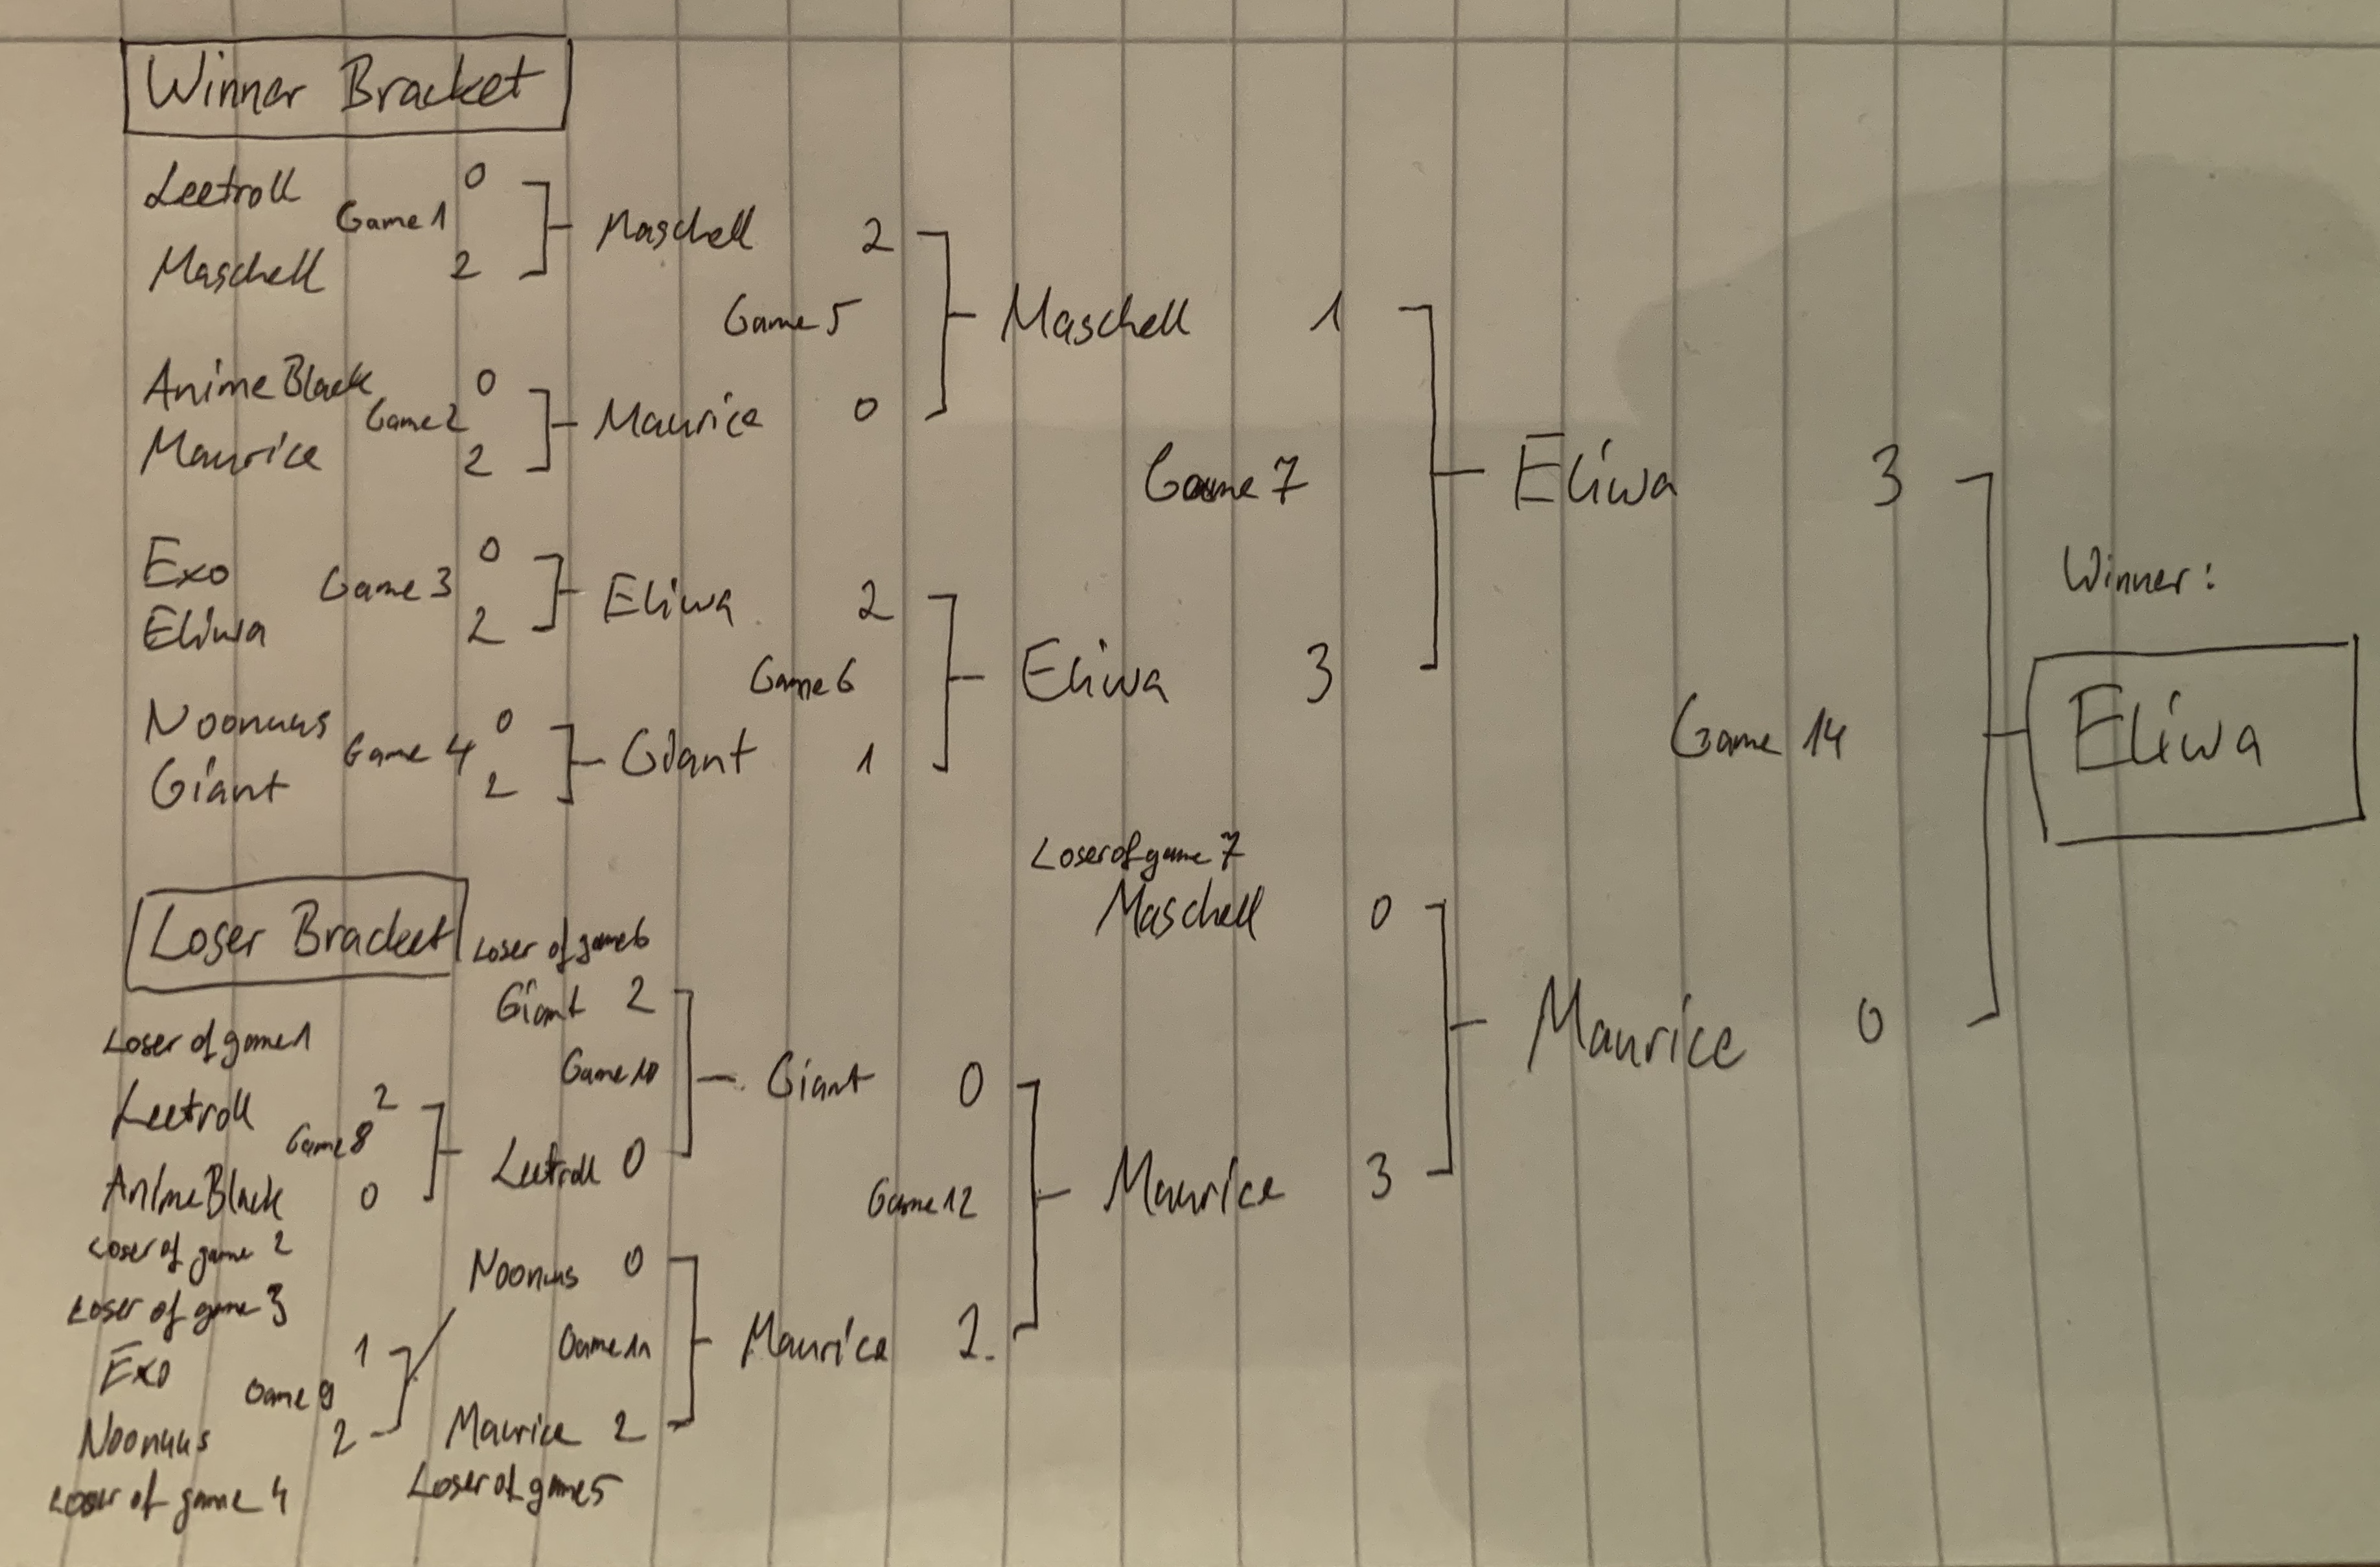 Winner Bracket
Leetroll 0
Game 1
Maschell 2
Anime Black 0
Game 2
Maurice 2
Exo 0
Game 3
Eliwa 2
Noonuus 0
Game 4
Giant 2
Maschell 2
Game 5
Maurice 0
Eliwa 2
Game 6
Giant 1
Maschell 1
Game 7
Eliwa 3
Eliwa 3
Game 14
Maurice 0
Winner:
Eliwa
Loser Bracket
Loser of game 1
Leetroll 2
Game 8
Anime Black 0
Loser of game 2
Loser of game 3
Exo 1
Game 9
Noonuus 2
Loser of game 4
Loser of game 6
Giant 2
Game 10
Leetroll 0
Noonuus 0
Game 11
Maurice 2
Loser of game 5
Giant 0
Game 12
Maurice 2
Loser of game 7
Maschell 0
Maurice 3